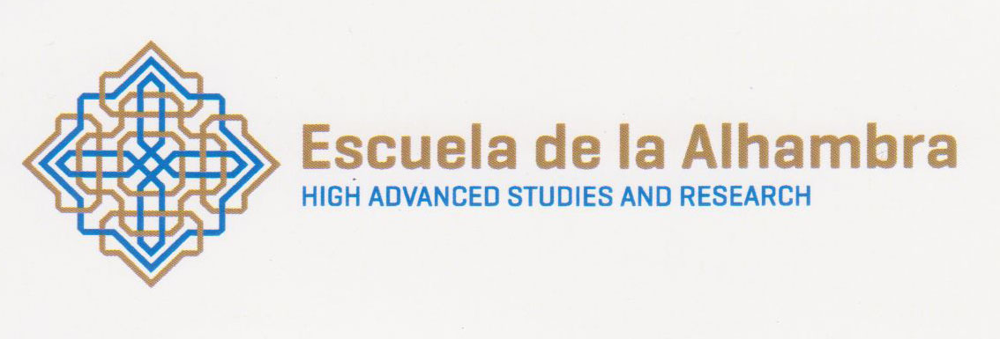 Escuela de la Alhambra
HIGH ADVANCED STUDIES AND RESEARCH